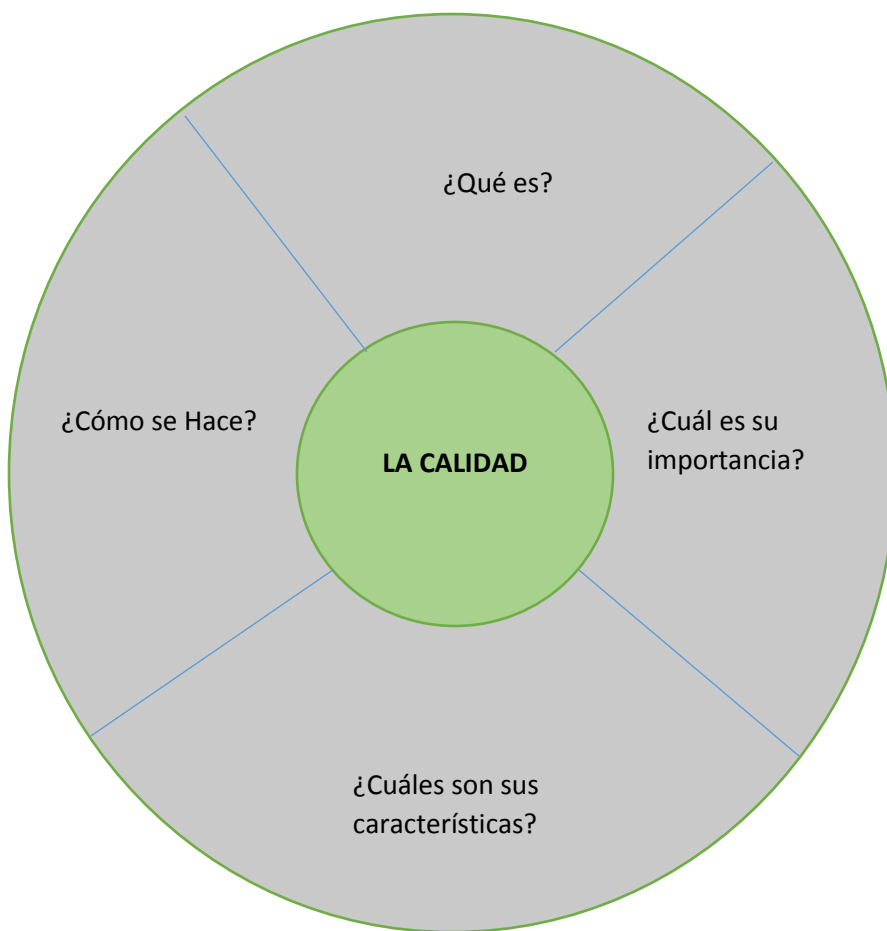 ¿Qué es?
¿Cómo se Hace?
¿Cuál es su
importancia?
LA CALIDAD
¿Cuáles son sus
características?